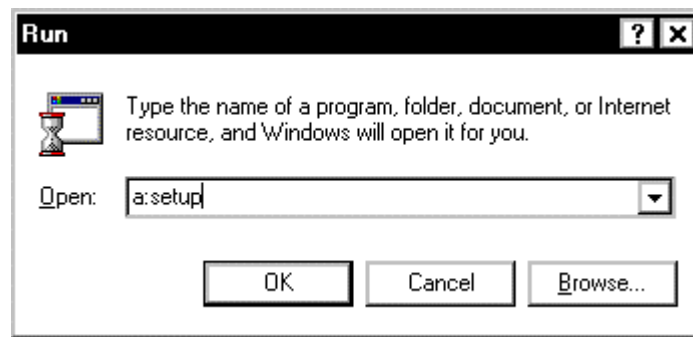 Run
Type the name of a program, folder, document, or Internet
resource, and Windows will open it for you.
Open: a:setup
OK Cancel Browse...